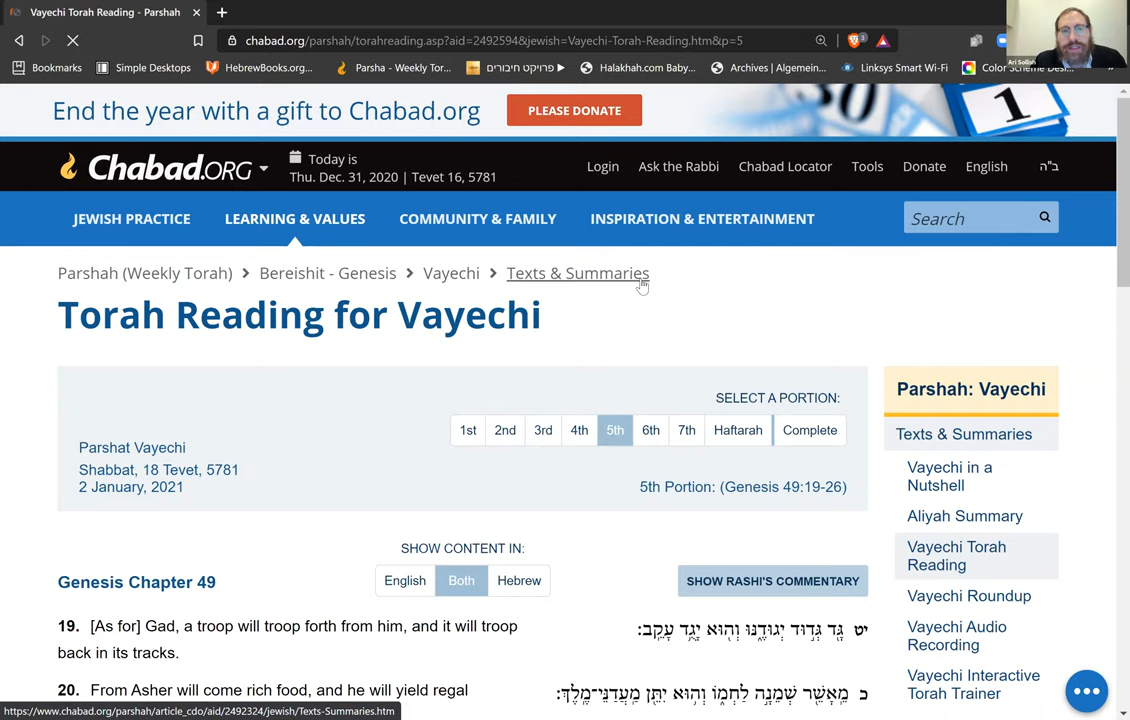 Vayechi Torah Reading - Parshah
chabad.org/parshah/torahreading.asp?aid=2492594&jewish=Vayechi-Torah-Reading.htm&p=5
Bookmarks Simple Desktops HebrewBooks.org... Parsha - Weekly Tor... פרויקט חיבורים Halakhah.com Baby... Archives | Algemein... Linksys Smart Wi-Fi Color Scheme Desi...
Ari Solish
End the year with a gift to Chabad.org PLEASE DONATE
30 1
Chabad.ORG
Today is
Thu. Dec. 31, 2020 | Tevet 16, 5781
Login Ask the Rabbi Chabad Locator Tools Donate English ב"ה
JEWISH PRACTICE LEARNING & VALUES COMMUNITY & FAMILY INSPIRATION & ENTERTAINMENT Search
Parshah (Weekly Torah) > Bereishit - Genesis > Vayechi > Texts & Summaries
Torah Reading for Vayechi
SELECT A PORTION:
1st 2nd 3rd 4th 5th 6th 7th Haftarah Complete
Parshat Vayechi
Shabbat, 18 Tevet, 5781
2 January, 2021
5th Portion: (Genesis 49:19-26)
SHOW CONTENT IN:
Genesis Chapter 49 English Both Hebrew SHOW RASHI'S COMMENTARY
19. [As for] Gad, a troop will troop forth from him, and it will troop
back in its tracks.
יט גָּ֖ד גְּד֣וּד יְגוּדֶ֑נּוּ וְה֖וּא יָגֻ֥ד עָקֵֽב:
20. From Asher will come rich food, and he will yield regal
כ מֵֽאָשֵׁ֖ר שְׁמֵנָ֣ה לַחְמ֑וֹ וְה֥וּא יִתֵּ֖ן מַֽעֲדַנֵּי־מֶֽלֶךְ:
Parshah: Vayechi
Texts & Summaries
Vayechi in a
Nutshell
Aliyah Summary
Vayechi Torah
Reading
Vayechi Roundup
Vayechi Audio
Recording
Vayechi Interactive
Torah Trainer
https://www.chabad.org/parshah/article_cdo/aid/2492324/jewish/Texts-Summaries.htm